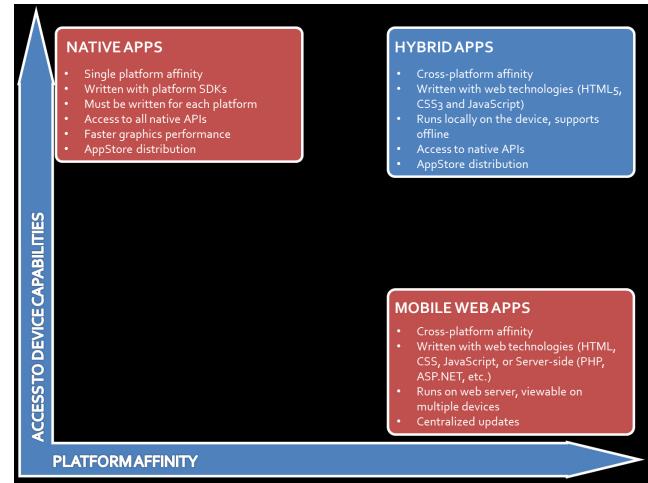 NATIVE APPS
• Single platform affinity
• Written with platform SDKs
• Must be written for each platform
• Access to all native APIs
• Faster graphics performance
• AppStore distribution
HYBRID APPS
• Cross-platform affinity
• Written with web technologies (HTML5,
CSS3 and JavaScript)
• Runs locally on the device, supports
offline
• Access to native APIs
• AppStore distribution
MOBILE WEB APPS
• Cross-platform affinity
• Written with web technologies (HTML,
CSS, JavaScript, or Server-side (PHP,
ASP.NET, etc.)
• Runs on web server, viewable on
multiple devices
• Centralized updates
ACCESS TO DEVICE CAPABILITIES
PLATFORM AFFINITY